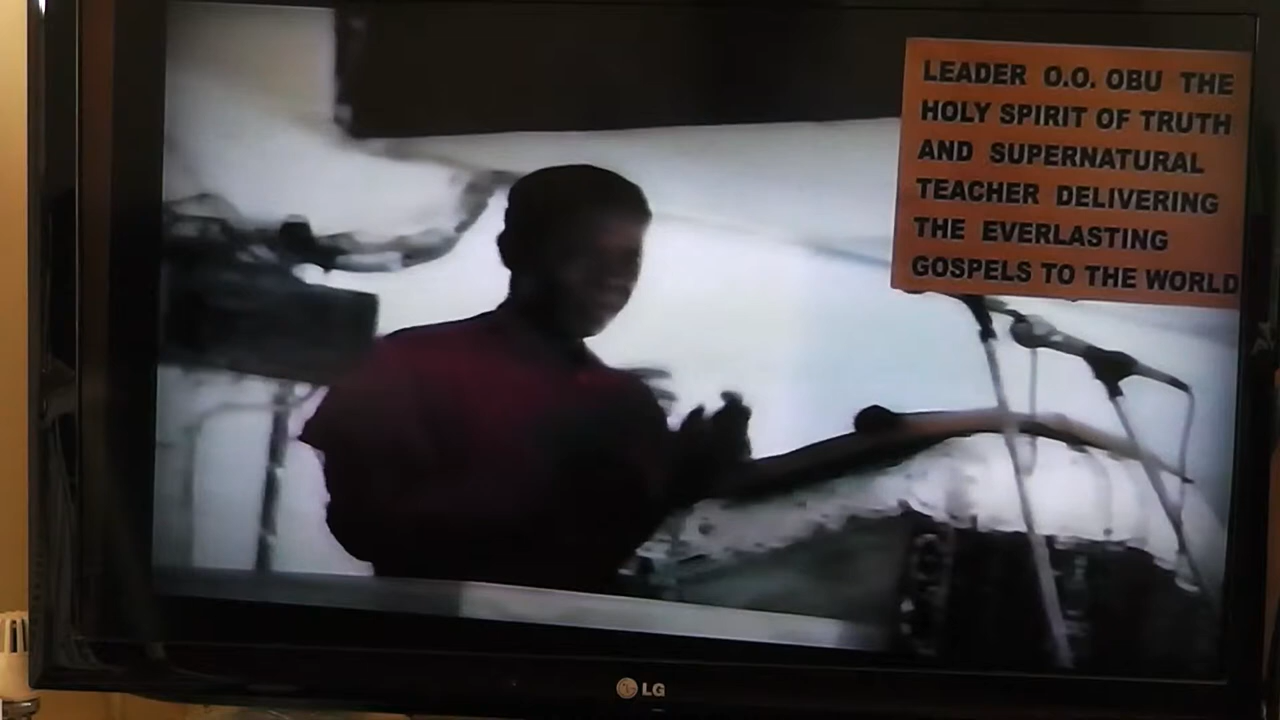 LEADER O.O. OBU THE
HOLY SPIRIT OF TRUTH
AND SUPERNATURAL
TEACHER DELIVERING
THE EVERLASTING
GOSPELS TO THE WORLD
LG